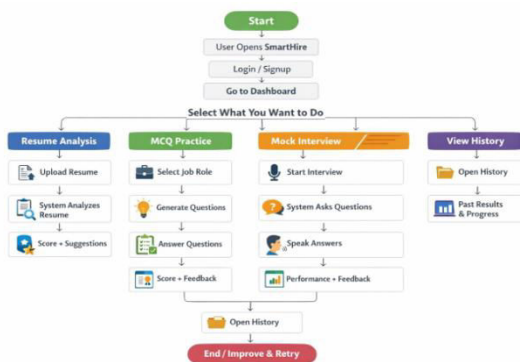 Start
User Opens SmartHire
Login / Signup
Go to Dashboard
Select What You Want to Do
Resume Analysis
Upload Resume
System Analyzes
Resume
Score + Suggestions
MCQ Practice
Select Job Role
Generate Questions
Answer Questions
Score + Feedback
Mock Interview
Start Interview
System Asks Questions
Speak Answers
Performance + Feedback
View History
Open History
Past Results
& Progress
Open History
End / Improve & Retry